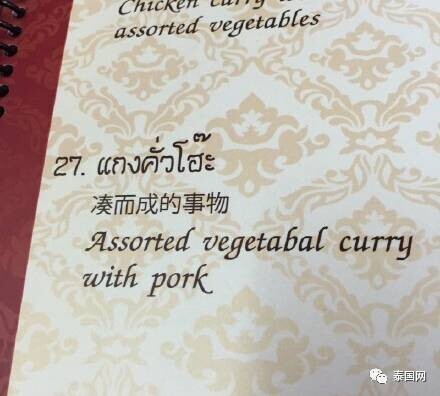 Chicken curry
assorted vegetables
27. แกงคั่วโฮ๊ะ
凑而成的事物
Assorted vegetabal curry
with pork
泰国网